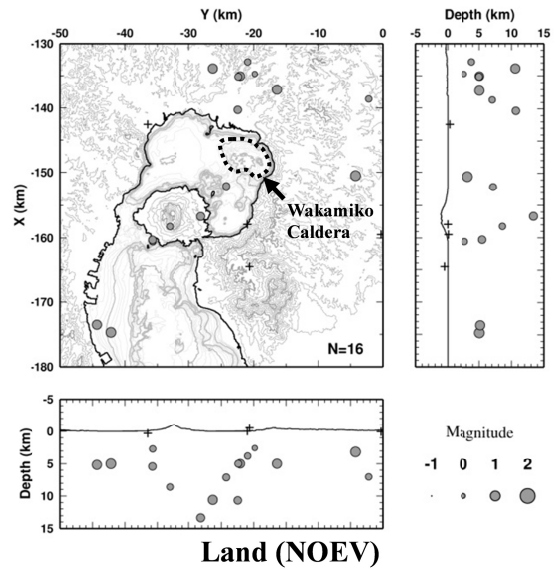 Y (km)
Depth (km)
-50 -40 -30 -20 -10 0
-5 0 5 10 15
-130
-140
-150
-160
-170
-180
X (km)
Wakamiko
Caldera
N=16
-5
0
5
10
15
Depth (km)
Magnitude
-1 0 1 2
Land (NOEV)